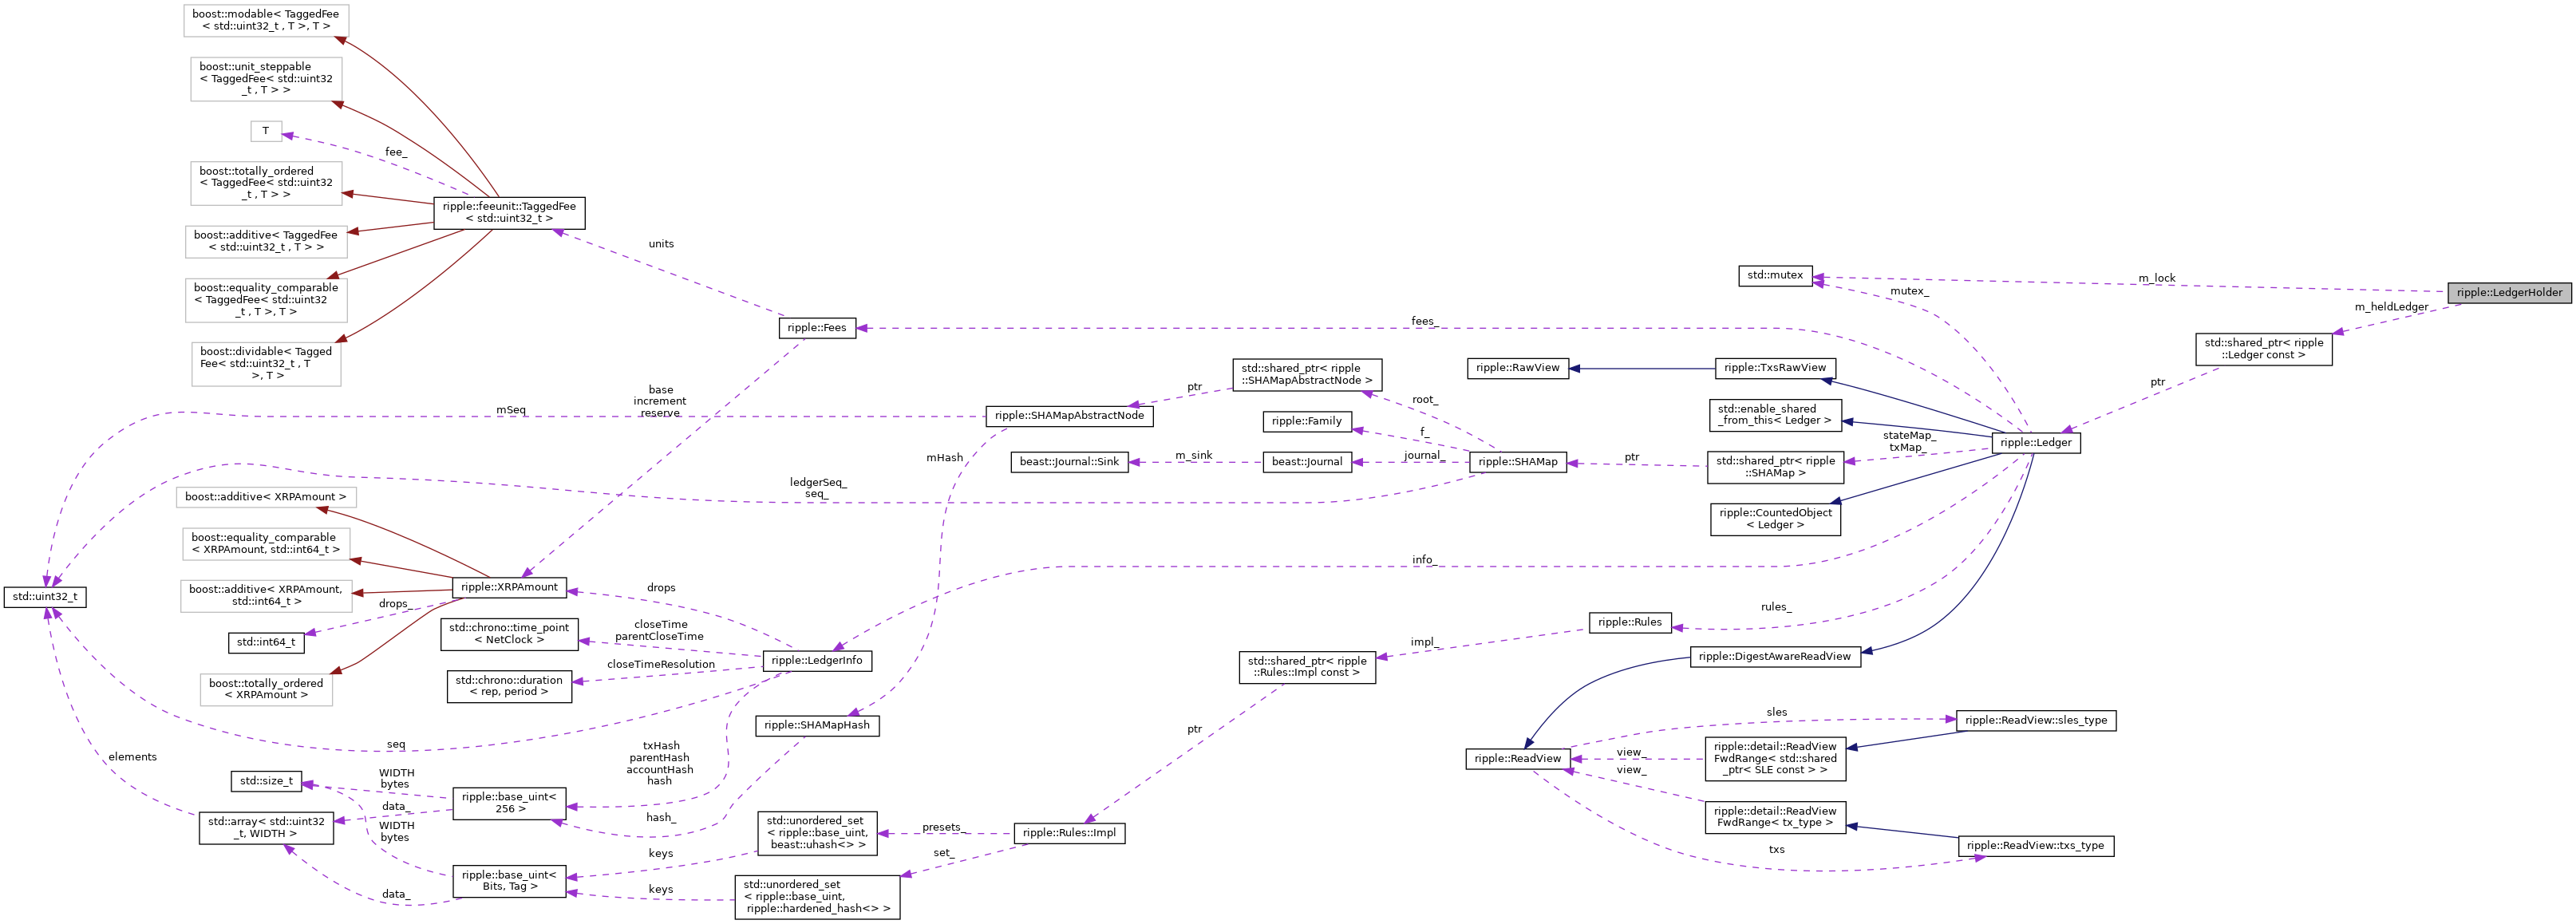 boost::modable< TaggedFee
< std::uint32_t , T >, T >
boost::unit_steppable
< TaggedFee< std::uint32
_t , T > >
T
fee_
boost::totally_ordered
< TaggedFee< std::uint32
_t , T > >
ripple::feeunit::TaggedFee
< std::uint32_t >
boost::additive< TaggedFee
< std::uint32_t , T > >
units
boost::equality_comparable
< TaggedFee< std::uint32
_t , T >, T >
boost::dividable< Tagged
Fee< std::uint32_t , T
>, T >
std::mutex
m_lock
mutex_
ripple::LedgerHolder
m_heldLedger
ripple::Fees
fees_
std::shared_ptr< ripple
::Ledger const >
ptr
base
increment
reserve
std::shared_ptr< ripple
::SHAMapAbstractNode >
ptr
ripple::RawView
ripple::TxsRawView
mSeq
ripple::SHAMapAbstractNode
root_
ripple::Family
f_
std::enable_shared
_from_this< Ledger >
ripple::Ledger
stateMap_
txMap_
mHash
beast::Journal::Sink
m_sink
beast::Journal
journal_
ripple::SHAMap
ptr
std::shared_ptr< ripple
::SHAMap >
ledgerSeq_
seq_
boost::additive< XRPAmount >
ripple::CountedObject
< Ledger >
boost::equality_comparable
< XRPAmount, std::int64_t >
info_
std::uint32_t
boost::additive< XRPAmount,
std::int64_t >
ripple::XRPAmount
drops
drops_
rules_
ripple::Rules
std::int64_t
std::chrono::time_point
< NetClock >
closeTime
parentCloseTime
impl_
ripple::LedgerInfo
closeTimeResolution
std::shared_ptr< ripple
::Rules::Impl const >
ripple::DigestAwareReadView
boost::totally_ordered
< XRPAmount >
std::chrono::duration
< rep, period >
ripple::SHAMapHash
sles
ripple::ReadView::sles_type
seq
ptr
elements
txHash
parentHash
accountHash
hash
ripple::ReadView
view_
ripple::detail::ReadView
FwdRange< std::shared
_ptr< SLE const > >
view_
std::size_t
WIDTH
bytes
ripple::base_uint<
256 >
data_
std::array< std::uint32
_t, WIDTH >
WIDTH
bytes
hash_
std::unordered_set
< ripple::base_uint,
beast::uhash<> >
presets_
ripple::Rules::Impl
ripple::detail::ReadView
FwdRange< tx_type >
txs
ripple::ReadView::txs_type
keys
set_
ripple::base_uint<
Bits, Tag >
data_
keys
std::unordered_set
< ripple::base_uint,
ripple::hardened_hash<> >